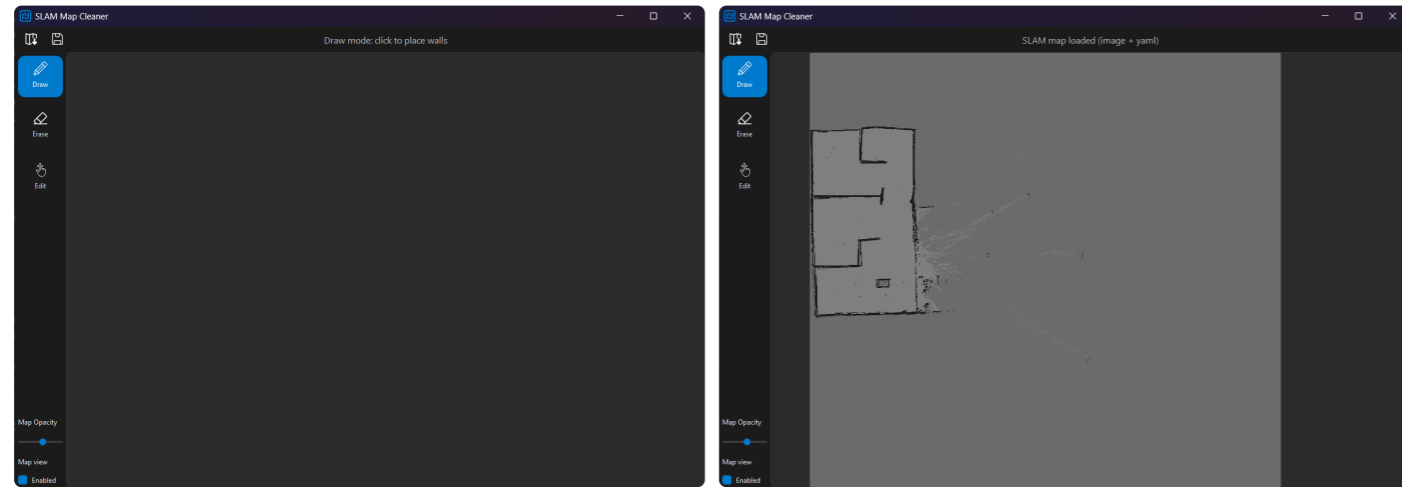 SLAM Map Cleaner
Draw mode: click to place walls
Draw
Erase
Edit
Map Opacity
Map view
Enabled
SLAM Map Cleaner
SLAM map loaded (image + yaml)
Draw
Erase
Edit
Map Opacity
Map view
Enabled